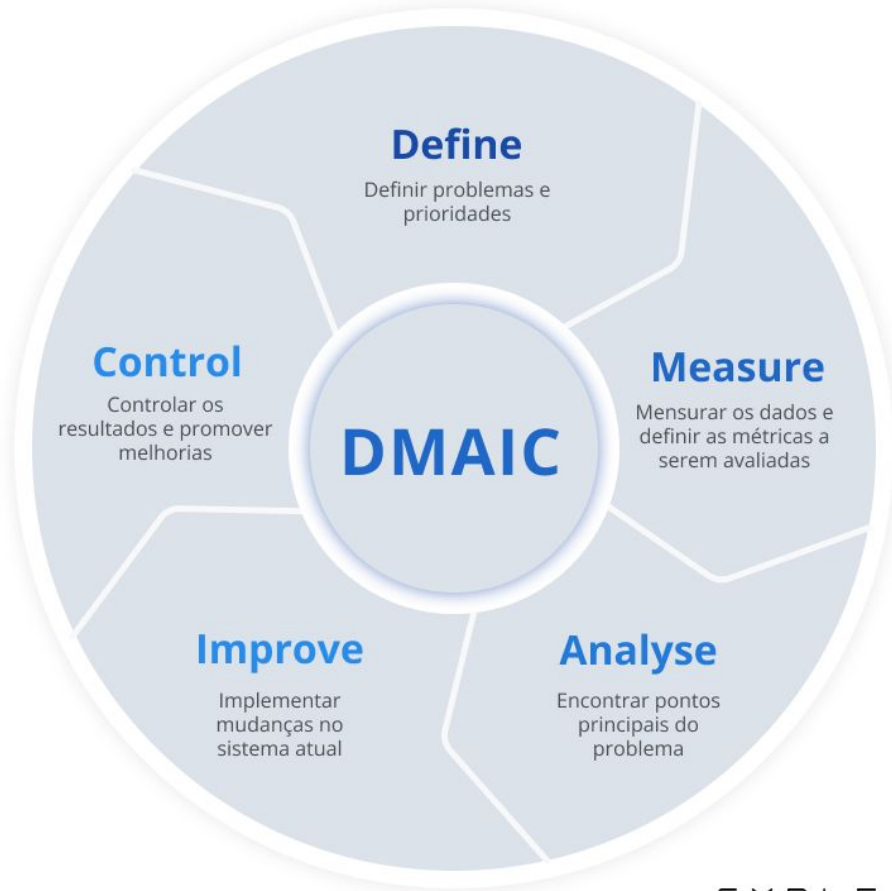 Define
Definir problemas e
prioridades
Measure
Mensurar os dados e
definir as métricas a
serem avaliadas
Analyse
Encontrar pontos
principais do
problema
Improve
Implementar
mudanças no
sistema atual
Control
Controlar os
resultados e promover
melhorias
DMAIC